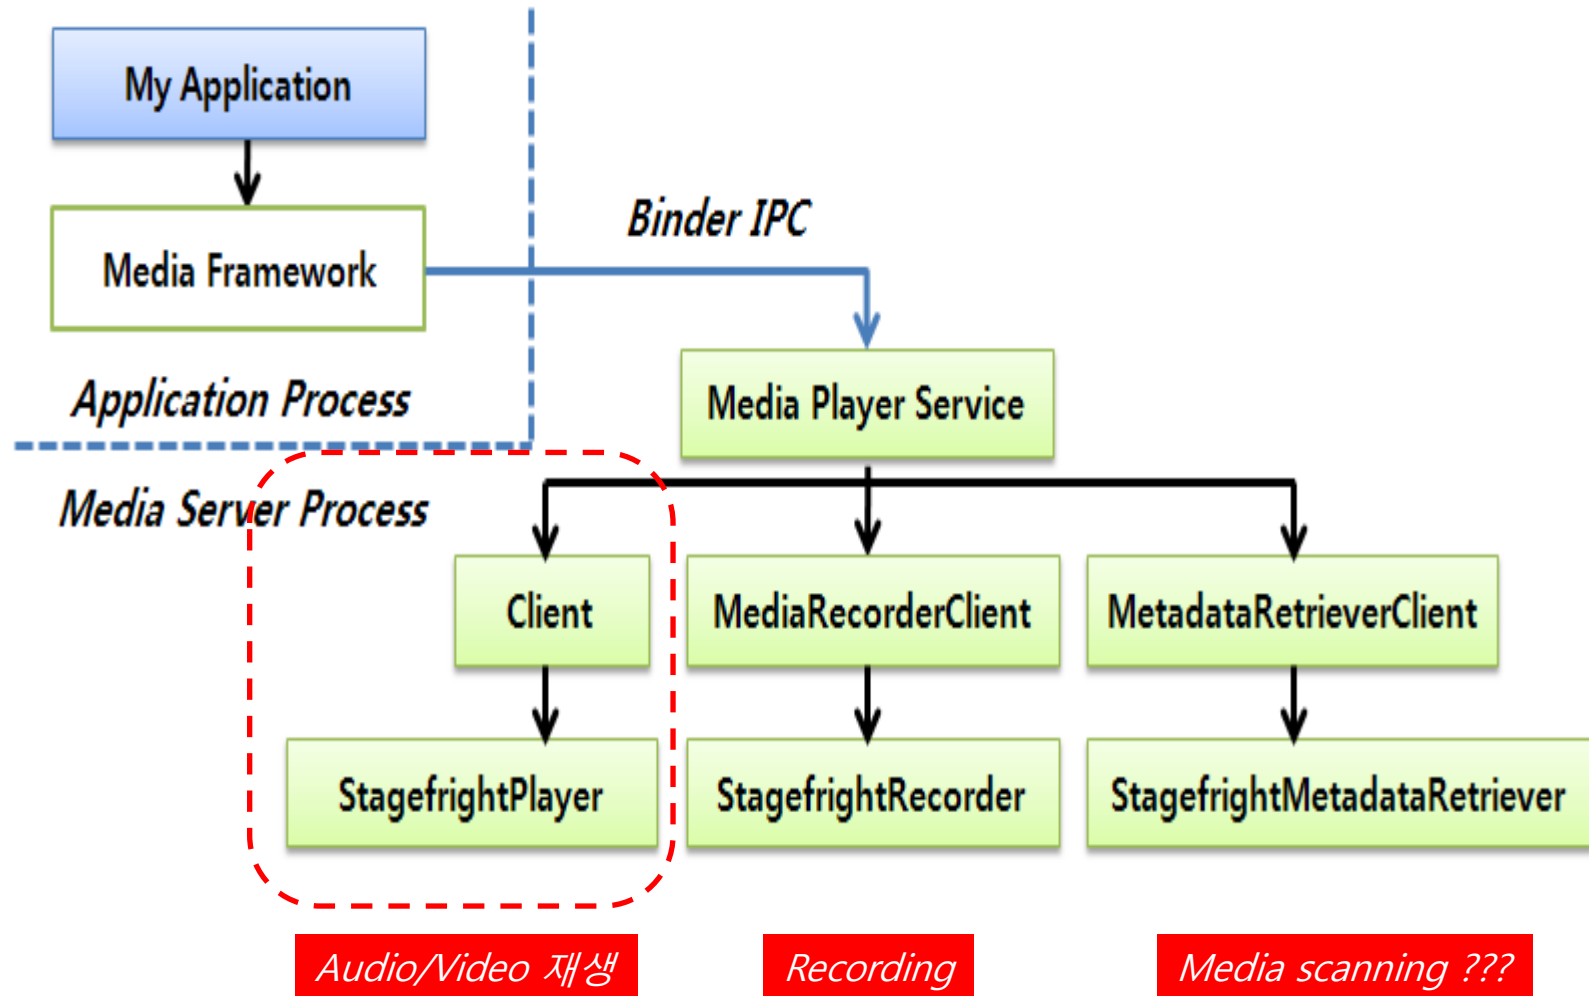 My Application
Media Framework
Binder IPC
Application Process
Media Player Service
Media Server Process
Client
MediaRecorderClient
MetadataRetrieverClient
StagefrightPlayer
StagefrightRecorder
StagefrightMetadataRetriever
Audio/Video 재생
Recording
Media scanning ???